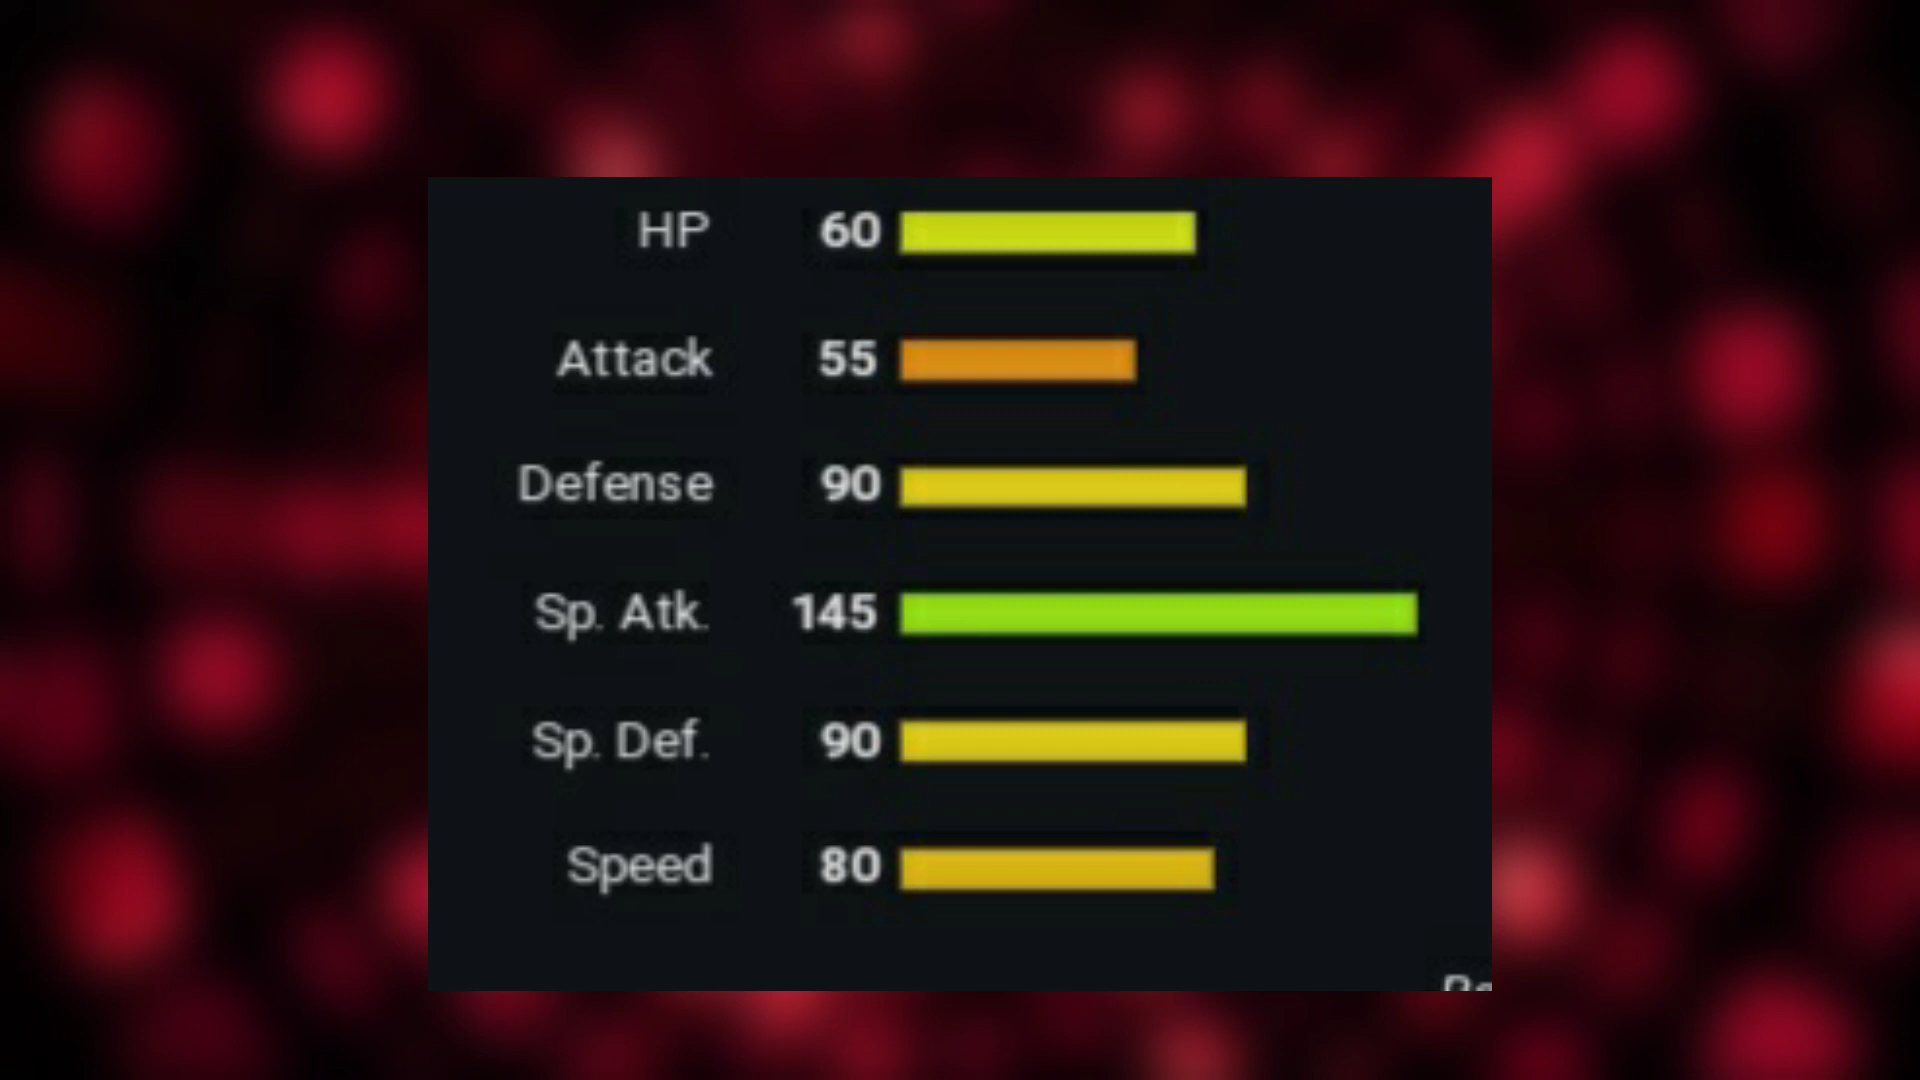 HP 60
Attack 55
Defense 90
Sp. Atk. 145
Sp. Def. 90
Speed 80